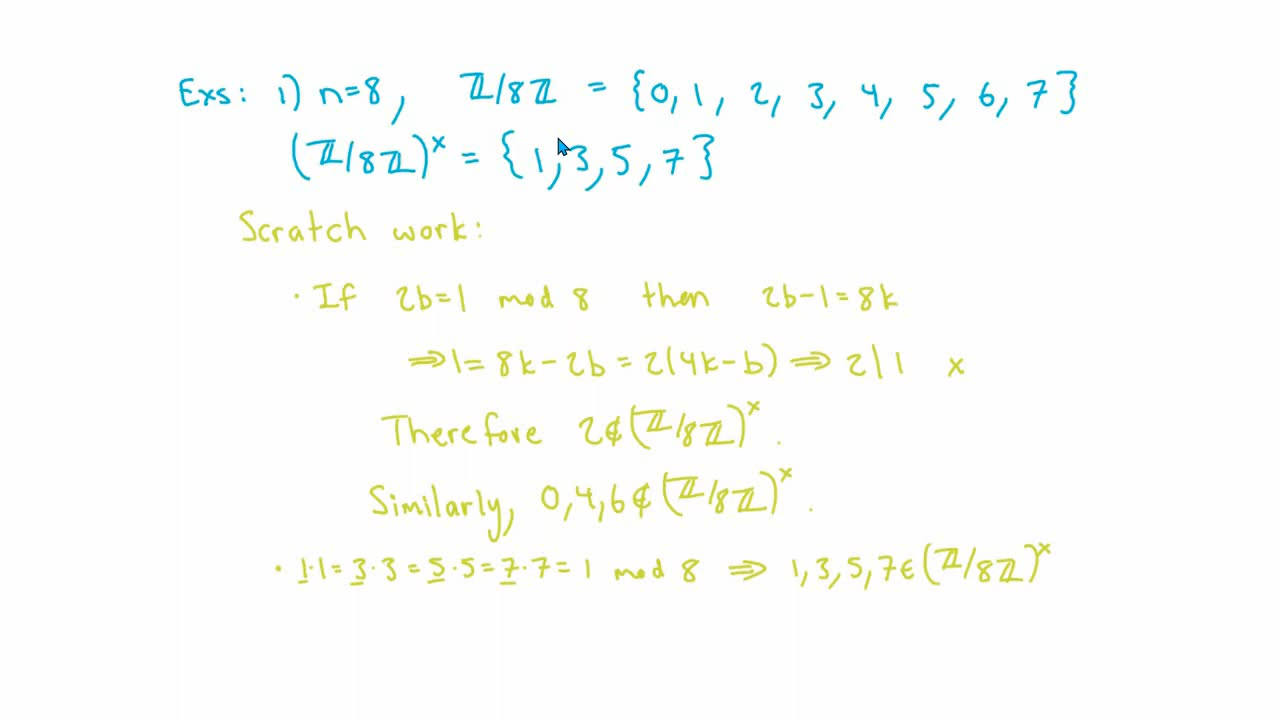 Exs: 1) n=8, ℤ/8ℤ = {0, 1, 2, 3, 4, 5, 6, 7}
(ℤ/8ℤ)^x = {1, 3, 5, 7}
Scratch work:
· If 2b=1 mod 8 then 2b-1=8k
⇒ 1 = 8k-2b = 2(4k-b) ⇒ 2|1 x
Therefore 2∉(ℤ/8ℤ)^x.
Similarly, 0,4,6∉(ℤ/8ℤ)^x.
· 1·1=3·3=5·5=7·7=1 mod 8 ⇒ 1,3,5,7∈(ℤ/8ℤ)^x